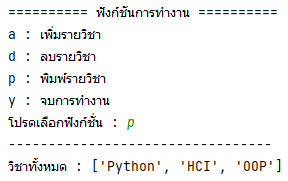 ========== ฟังก์ชันการทำงาน ==========
a : เพิ่มรายวิชา
d : ลบรายวิชา
p : พิมพ์รายวิชา
y : จบการทำงาน
โปรดเลือกฟังก์ชั่น : p
---------------------------------
วิชาทั้งหมด : ['Python', 'HCI', 'OOP']